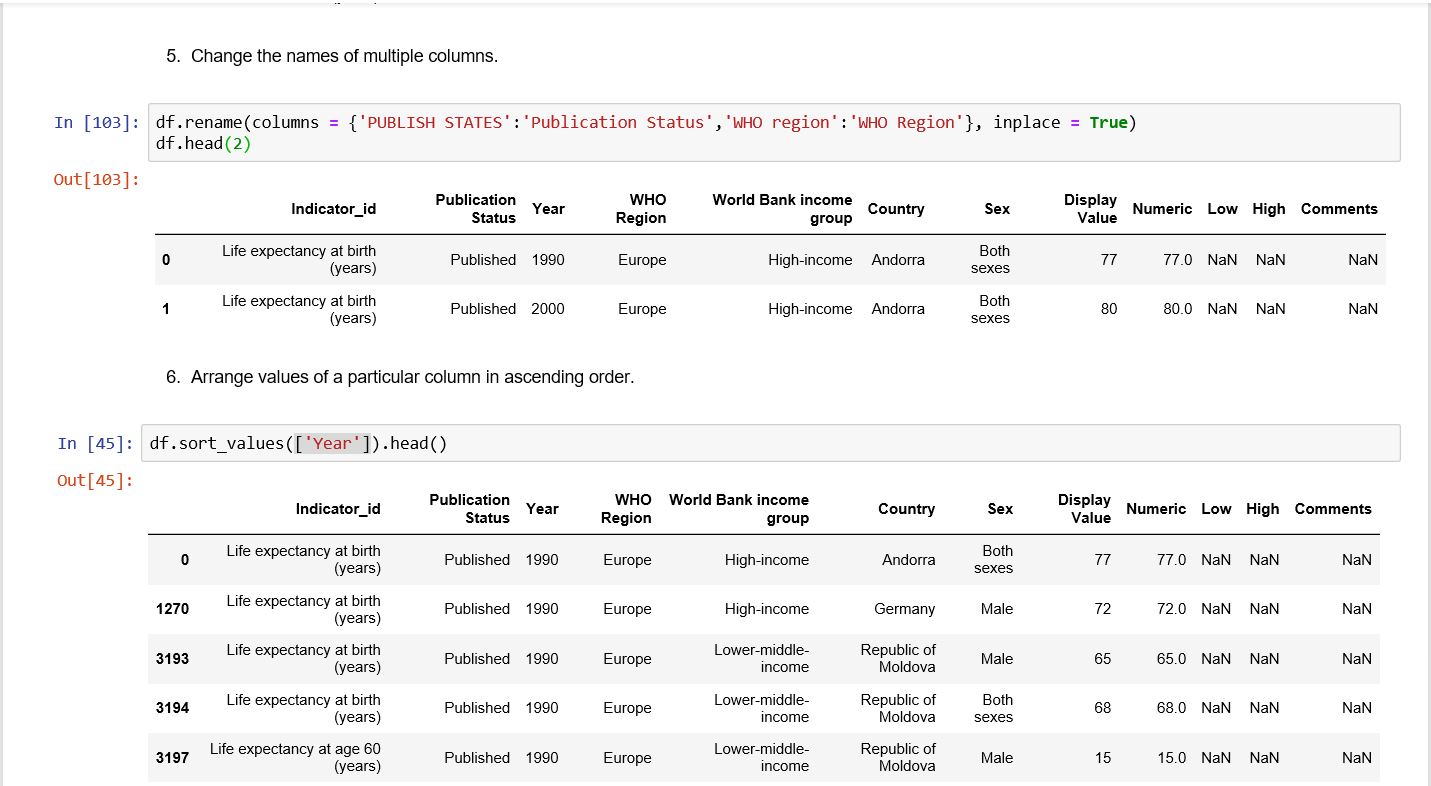 5. Change the names of multiple columns.
In [103]: df.rename(columns = {'PUBLISH STATES':'Publication Status','WHO region':'WHO Region'}, inplace = True)
df.head(2)
Out[103]:
Indicator_id Publication Status Year WHO Region World Bank income group Country Sex Display Value Numeric Low High Comments
0 Life expectancy at birth (years) Published 1990 Europe High-income Andorra Both sexes 77 77.0 NaN NaN NaN
1 Life expectancy at birth (years) Published 2000 Europe High-income Andorra Both sexes 80 80.0 NaN NaN NaN
6. Arrange values of a particular column in ascending order.
In [45]: df.sort_values(['Year']).head()
Out[45]:
Indicator_id Publication Status Year WHO Region World Bank income group Country Sex Display Value Numeric Low High Comments
0 Life expectancy at birth (years) Published 1990 Europe High-income Andorra Both sexes 77 77.0 NaN NaN NaN
1270 Life expectancy at birth (years) Published 1990 Europe High-income Germany Male 72 72.0 NaN NaN NaN
3193 Life expectancy at birth (years) Published 1990 Europe Lower-middle-income Republic of Moldova Male 65 65.0 NaN NaN NaN
3194 Life expectancy at birth (years) Published 1990 Europe Lower-middle-income Republic of Moldova Both sexes 68 68.0 NaN NaN NaN
3197 Life expectancy at age 60 (years) Published 1990 Europe Lower-middle-income Republic of Moldova Male 15 15.0 NaN NaN NaN